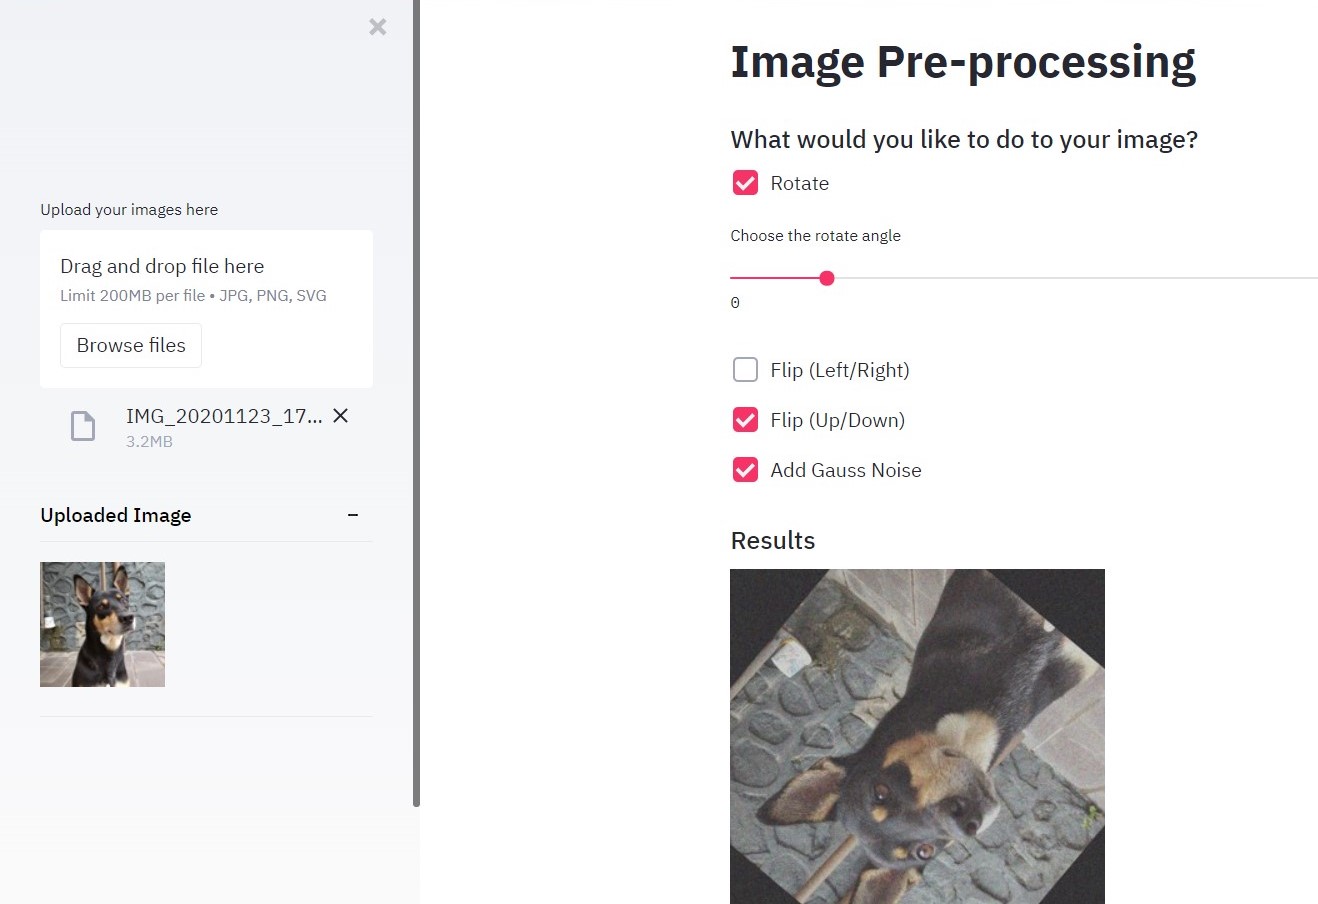 Upload your images here
Drag and drop file here
Limit 200MB per file • JPG, PNG, SVG
Browse files
IMG_20201123_17...
3.2MB
Uploaded Image
Image Pre-processing
What would you like to do to your image?
Rotate
Choose the rotate angle
0
Flip (Left/Right)
Flip (Up/Down)
Add Gauss Noise
Results